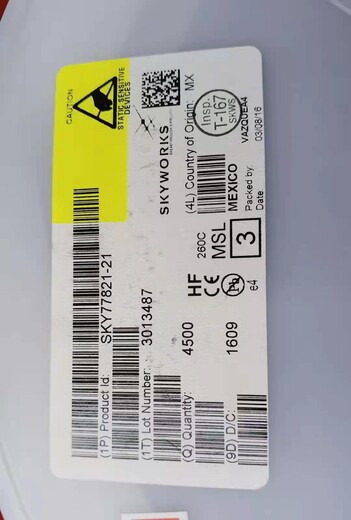 CAUTION
STATIC SENSITIVE
DEVICES
SKYWORKS
(4L) Country of Origin: MX
MEXICO
Insp.
T-167
SKWS
VAZQUEA4
Packed by:
Date
03/08/16
(1P) Product Id: SKY77821-21
(1T) Lot Number: 3013487
(Q) Quantity: 4500
(9D) D/C: 1609
HF
CE
Pb
e4
260C
MSL
3